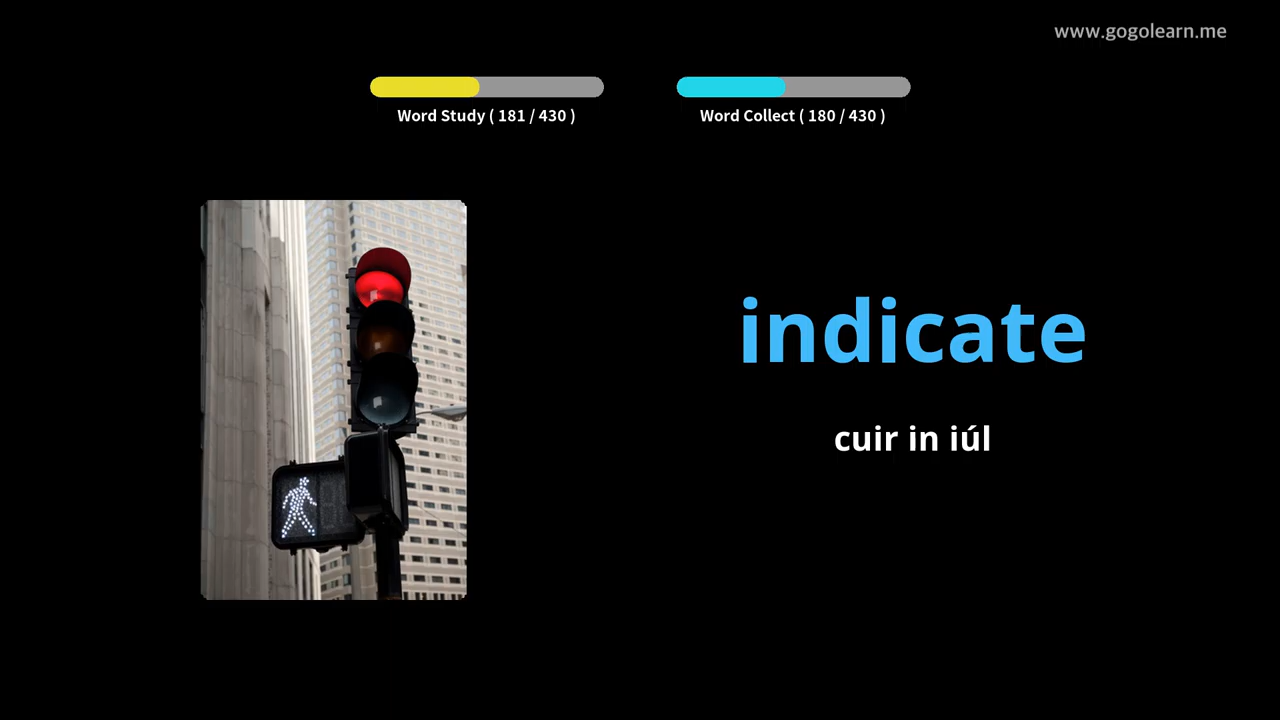 www.gogolearn.me
Word Study ( 181 / 430 )
Word Collect ( 180 / 430 )
indicate
cuir in iúl